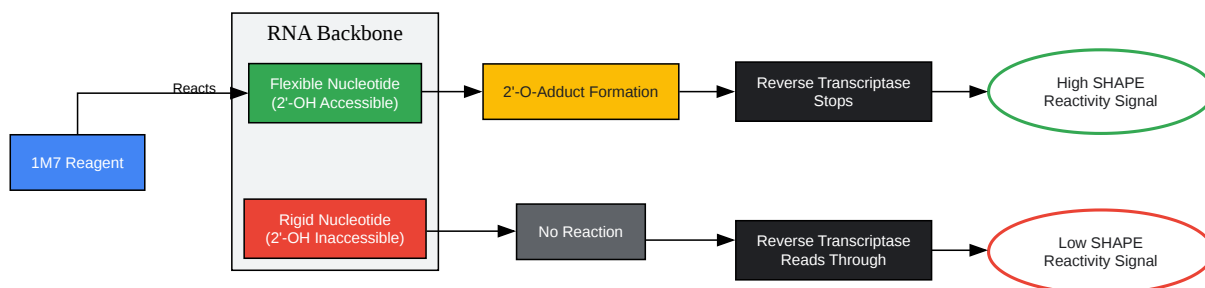 RNA Backbone
Flexible Nucleotide
(2'-OH Accessible)
2'-O-Adduct Formation
Reverse Transcriptase
Stops
High SHAPE
Reactivity Signal
Reacts
1M7 Reagent
Rigid Nucleotide
(2'-OH Inaccessible)
No Reaction
Reverse Transcriptase
Reads Through
Low SHAPE
Reactivity Signal